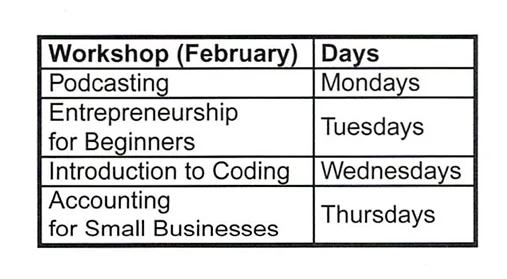 Workshop (February) Days
Podcasting Mondays
Entrepreneurship
for Beginners
Tuesdays
Introduction to Coding Wednesdays
Accounting
for Small Businesses
Thursdays